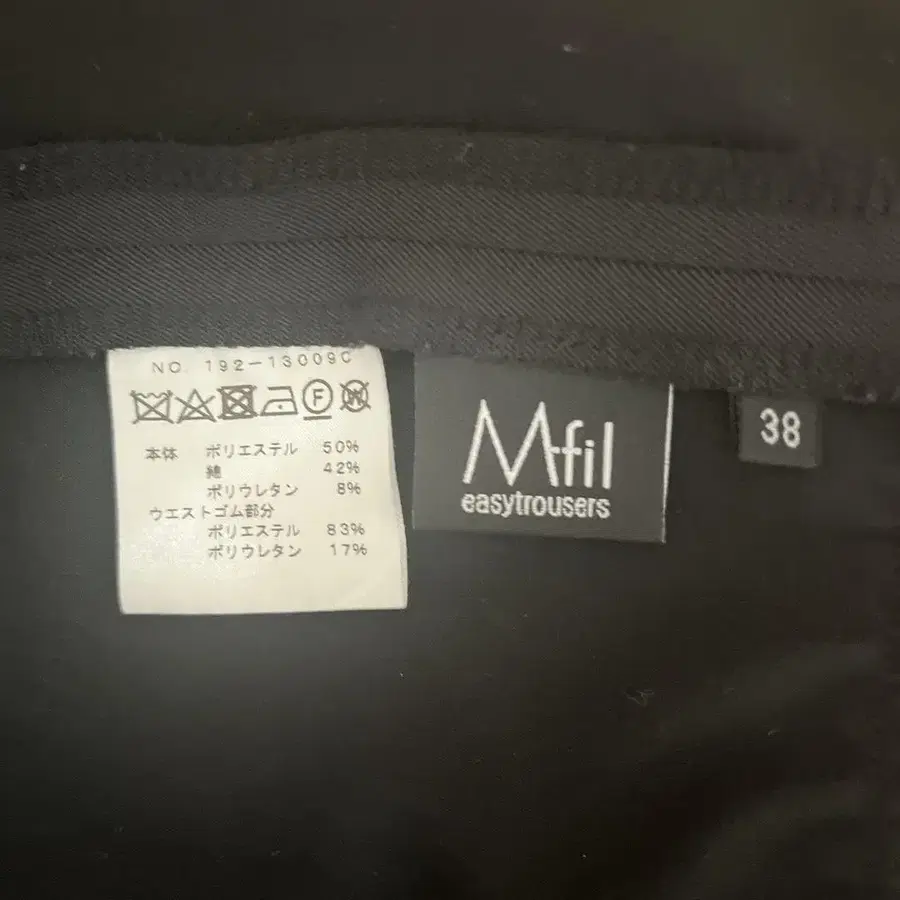 NO. 192-13009C
F W
本体 ポリエステル 50%
綿 42%
ポリウレタン 8%
ウエストゴム部分
ポリエステル 83%
ポリウレタン 17%
Mfil
easytrousers
38